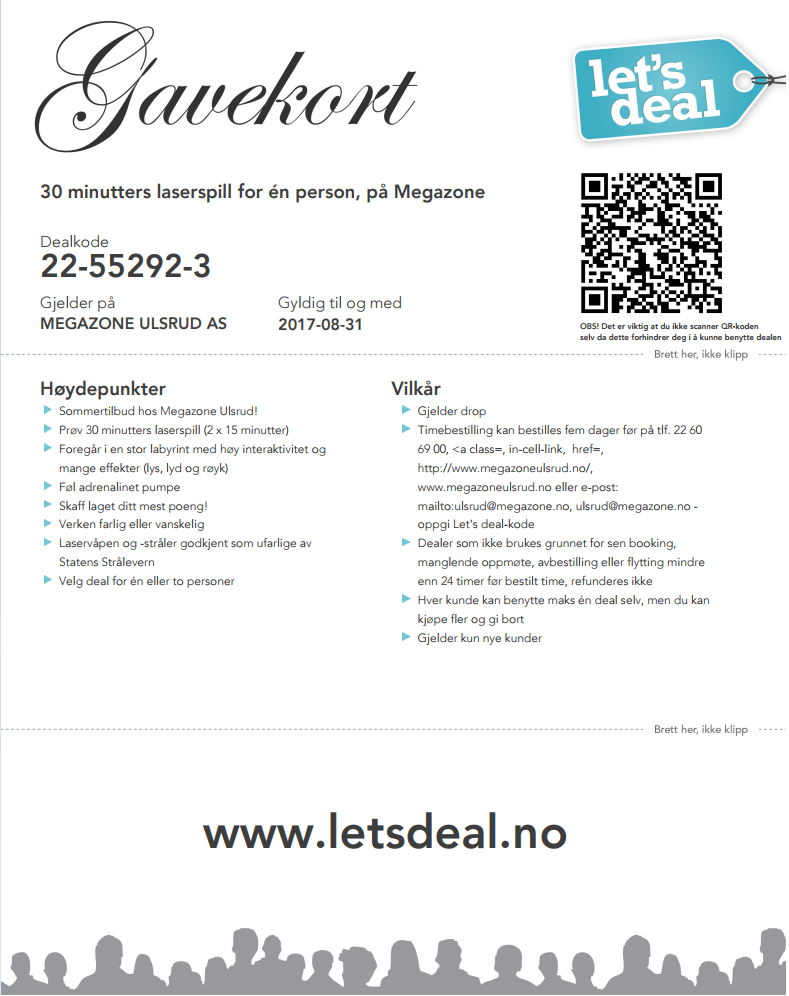 Gavekort
let's
deal
30 minutters laserspill for én person, på Megazone
Dealkode
22-55292-3
Gjelder på
MEGAZONE ULSRUD AS
Gyldig til og med
2017-08-31
OBS! Det er viktig at du ikke scanner QR-koden
selv da dette forhindrer deg i å kunne benytte dealen
Brett her, ikke klipp
Høydepunkter
Sommertilbud hos Megazone Ulsrud!
Prøv 30 minutters laserspill (2 x 15 minutter)
Foregår i en stor labyrint med høy interaktivitet og
mange effekter (lys, lyd og røyk)
Føl adrenalinet pumpe
Skaff laget ditt mest poeng!
Verken farlig eller vanskelig
Laservåpen og -stråler godkjent som ufarlige av
Statens Strålevern
Velg deal for én eller to personer
Vilkår
Gjelder drop
Timebestilling kan bestilles fem dager før på tlf. 22 60
69 00, <a class=, in-cell-link,  href=,
http://www.megazoneulsrud.no/,
www.megazoneulsrud.no eller e-post:
mailto:ulsrud@megazone.no, ulsrud@megazone.no -
oppgi Let's deal-kode
Dealer som ikke brukes grunnet for sen booking,
manglende oppmøte, avbestilling eller flytting mindre
enn 24 timer før bestilt time, refunderes ikke
Hver kunde kan benytte maks én deal selv, men du kan
kjøpe fler og gi bort
Gjelder kun nye kunder
Brett her, ikke klipp
www.letsdeal.no